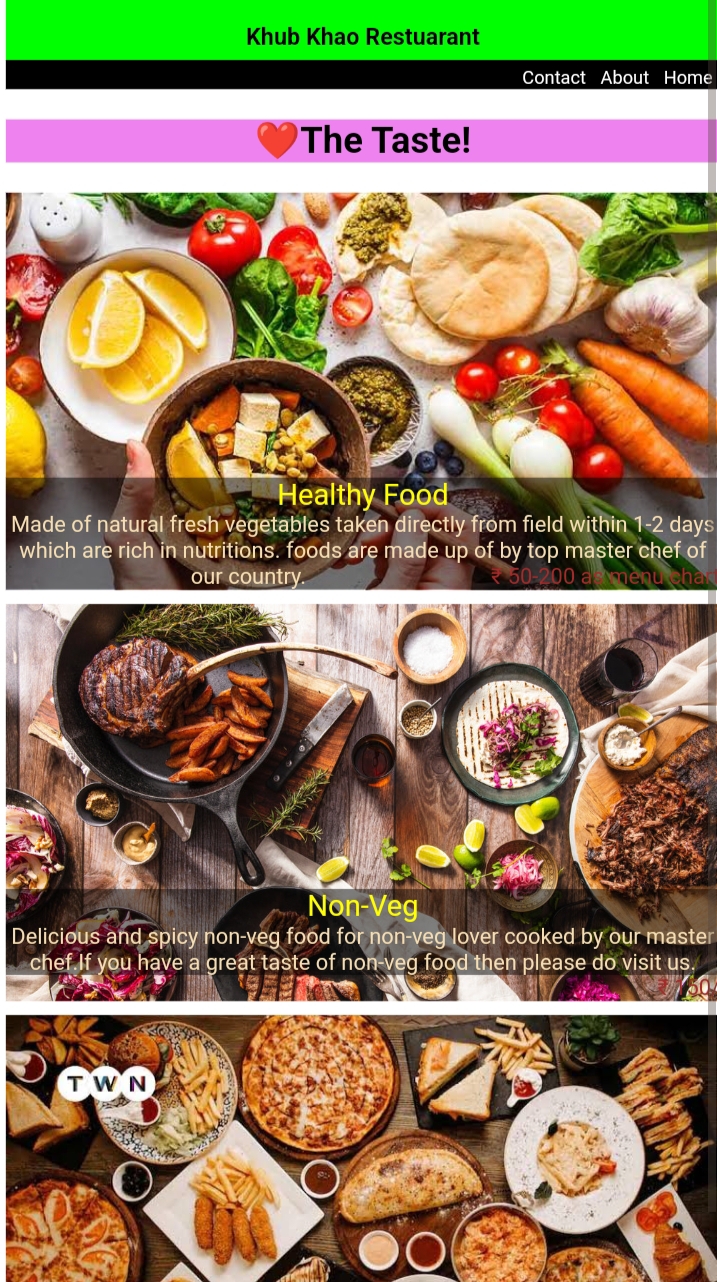 Khub Khao Restuarant
Contact About Home
❤️The Taste!
Healthy Food
Made of natural fresh vegetables taken directly from field within 1-2 days
which are rich in nutritions. foods are made up of by top master chef of
our country.
₹ 50-200 as menu chart
Non-Veg
Delicious and spicy non-veg food for non-veg lover cooked by our master
chef.If you have a great taste of non-veg food then please do visit us.
TWN